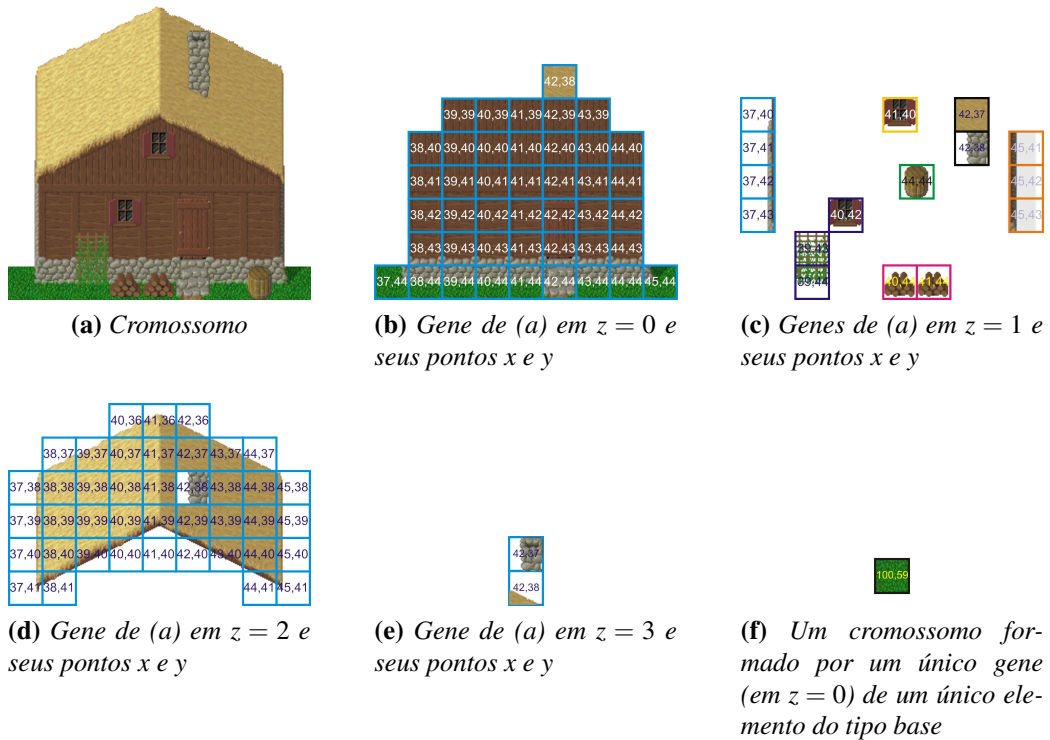 42,38
39,39 40,39 41,39 42,39 43,39
38,40 39,40 40,40 41,40 42,40 43,40 44,40
38,41 39,41 40,41 41,41 42,41 43,41 44,41
38,42 39,42 40,42 41,42 42,42 43,42 44,42
38,43 39,43 40,43 41,43 42,43 43,43 44,43
37,44 38,44 39,44 40,44 41,44 42,44 43,44 44,44 45,44
37,40 41,40 42,37
37,41 42,38 45,41
37,42 44,44 45,42
37,43 40,42 45,43
39,43
39,44
(a) Cromossomo
(b) Gene de (a) em z = 0 e
seus pontos x e y
(c) Genes de (a) em z = 1 e
seus pontos x e y
40,36 41,36 42,36
38,37 39,37 40,37 41,37 42,37 43,37 44,37
37,38 38,38 39,38 40,38 41,38 42,38 43,38 44,38 45,38
37,39 38,39 39,39 40,39 41,39 42,39 43,39 44,39 45,39
37,40 38,40 39,40 40,40 41,40 42,40 43,40 44,40 45,40
37,41 38,41 44,41 45,41
42,37
42,38
100,59
(d) Gene de (a) em z = 2 e
seus pontos x e y
(e) Gene de (a) em z = 3 e
seus pontos x e y
(f) Um cromossomo for-
mado por um único gene
(em z = 0) de um único ele-
mento do tipo base